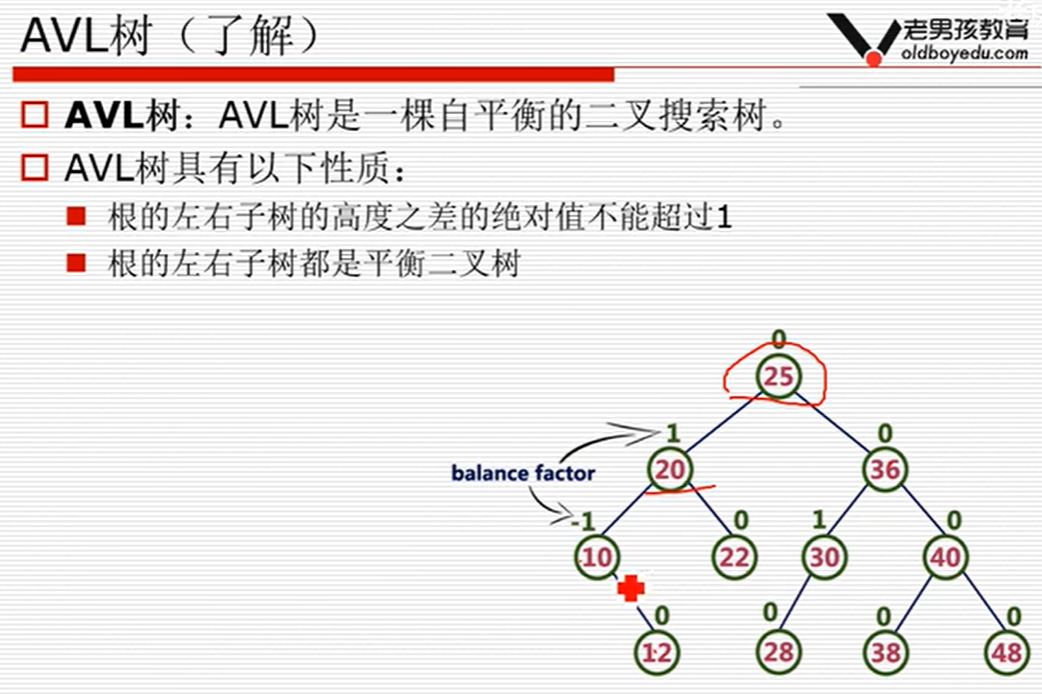 AVL树（了解）
老男孩教育
oldboyedu.com
AVL树：AVL树是一棵自平衡的二叉搜索树。
AVL树具有以下性质：
根的左右子树的高度之差的绝对值不能超过1
根的左右子树都是平衡二叉树
0
25
1
0
balance factor
20
36
-1
0
1
0
10
22
30
40
0
0
0
0
12
28
38
48